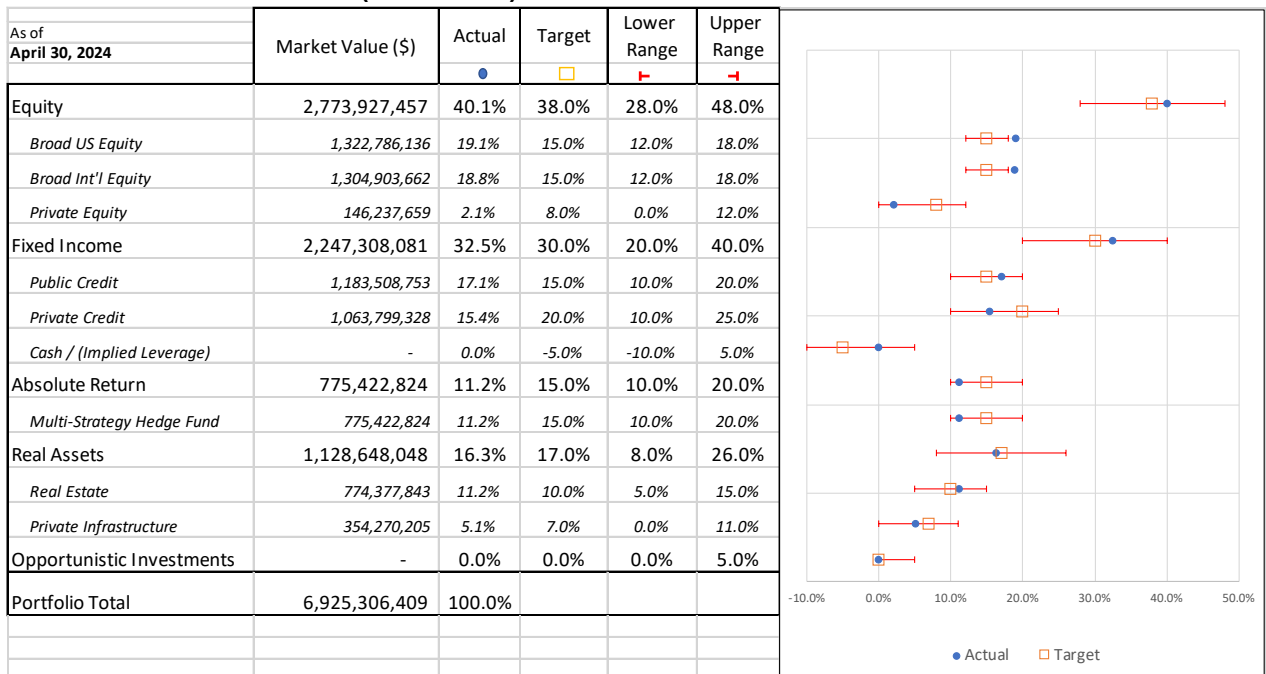 As of
April 30, 2024
Market Value ($)
Actual
Target
Lower
Range
Upper
Range
Equity 2,773,927,457 40.1% 38.0% 28.0% 48.0%
Broad US Equity 1,322,786,136 19.1% 15.0% 12.0% 18.0%
Broad Int'l Equity 1,304,903,662 18.8% 15.0% 12.0% 18.0%
Private Equity 146,237,659 2.1% 8.0% 0.0% 12.0%
Fixed Income 2,247,308,081 32.5% 30.0% 20.0% 40.0%
Public Credit 1,183,508,753 17.1% 15.0% 10.0% 20.0%
Private Credit 1,063,799,328 15.4% 20.0% 10.0% 25.0%
Cash / (Implied Leverage) - 0.0% -5.0% -10.0% 5.0%
Absolute Return 775,422,824 11.2% 15.0% 10.0% 20.0%
Multi-Strategy Hedge Fund 775,422,824 11.2% 15.0% 10.0% 20.0%
Real Assets 1,128,648,048 16.3% 17.0% 8.0% 26.0%
Real Estate 774,377,843 11.2% 10.0% 5.0% 15.0%
Private Infrastructure 354,270,205 5.1% 7.0% 0.0% 11.0%
Opportunistic Investments - 0.0% 0.0% 0.0% 5.0%
Portfolio Total 6,925,306,409 100.0%
-10.0% 0.0% 10.0% 20.0% 30.0% 40.0% 50.0%
Actual Target